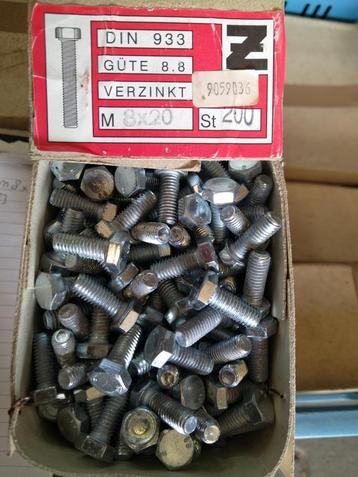 DIN 933
GÜTE 8.8
VERZINKT
9059036
M 8x20 St 200